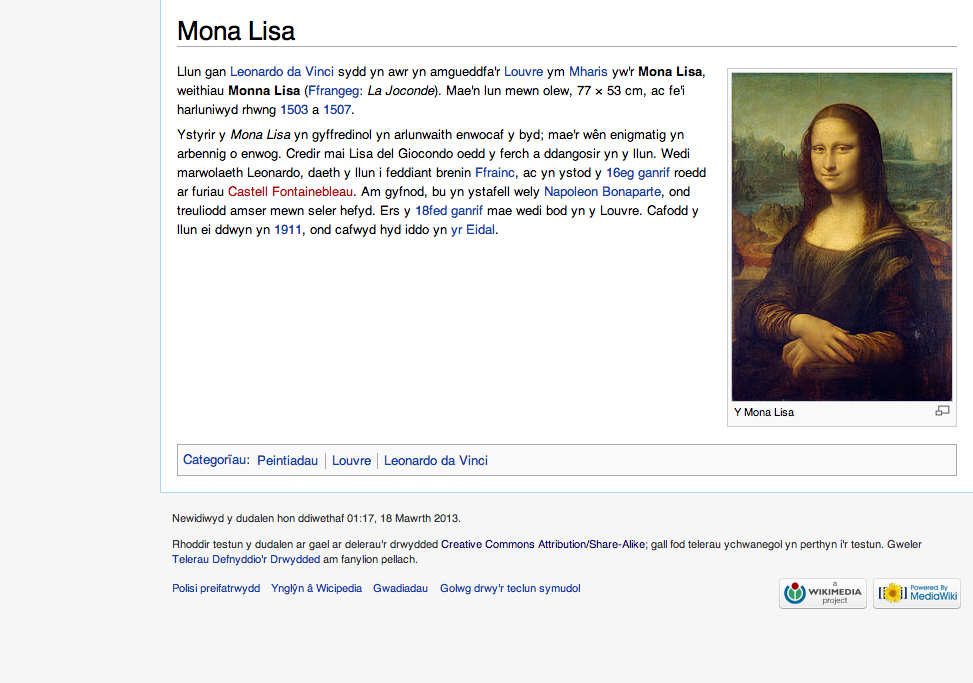 Mona Lisa
Llun gan Leonardo da Vinci sydd yn awr yn amgueddfa'r Louvre ym Mharis yw'r Mona Lisa,
weithiau Monna Lisa (Ffrangeg: La Joconde). Mae'n lun mewn olew, 77 × 53 cm, ac fe'i
harluniwyd rhwng 1503 a 1507.
Ystyrir y Mona Lisa yn gyffredinol yn arlunwaith enwocaf y byd; mae'r wên enigmatig yn
arbennig o enwog. Credir mai Lisa del Giocondo oedd y ferch a ddangosir yn y llun. Wedi
marwolaeth Leonardo, daeth y llun i feddiant brenin Ffrainc, ac yn ystod y 16eg ganrif roedd
ar furiau Castell Fontainebleau. Am gyfnod, bu yn ystafell wely Napoleon Bonaparte, ond
treuliodd amser mewn seler hefyd. Ers y 18fed ganrif mae wedi bod yn y Louvre. Cafodd y
llun ei ddwyn yn 1911, ond cafwyd hyd iddo yn yr Eidal.
Y Mona Lisa
Categorïau: Peintiadau Louvre Leonardo da Vinci
Newidiwyd y dudalen hon ddiwethaf 01:17, 18 Mawrth 2013.
Rhoddir testun y dudalen ar gael ar delerau'r drwydded Creative Commons Attribution/Share-Alike; gall fod telerau ychwanegol yn perthyn i'r testun. Gweler
Telerau Defnyddio'r Drwydded am fanylion pellach.
Polisi preifatrwydd Ynglŷn â Wicipedia Gwadiadau Golwg drwy'r teclun symudol
a
WIKIMEDIA
project
Powered By
MediaWiki